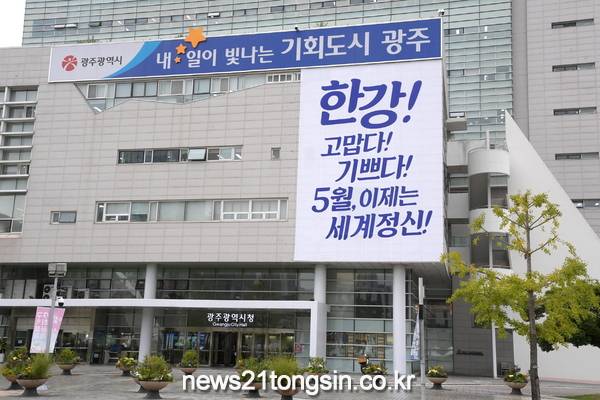 광주광역시 내☆일이 빛나는 기회도시 광주
한강!
고맙다!
기쁘다!
5월, 이제는
세계정신!
광주광역시청
Gwangju City Hall
news21tongsin.co.kr